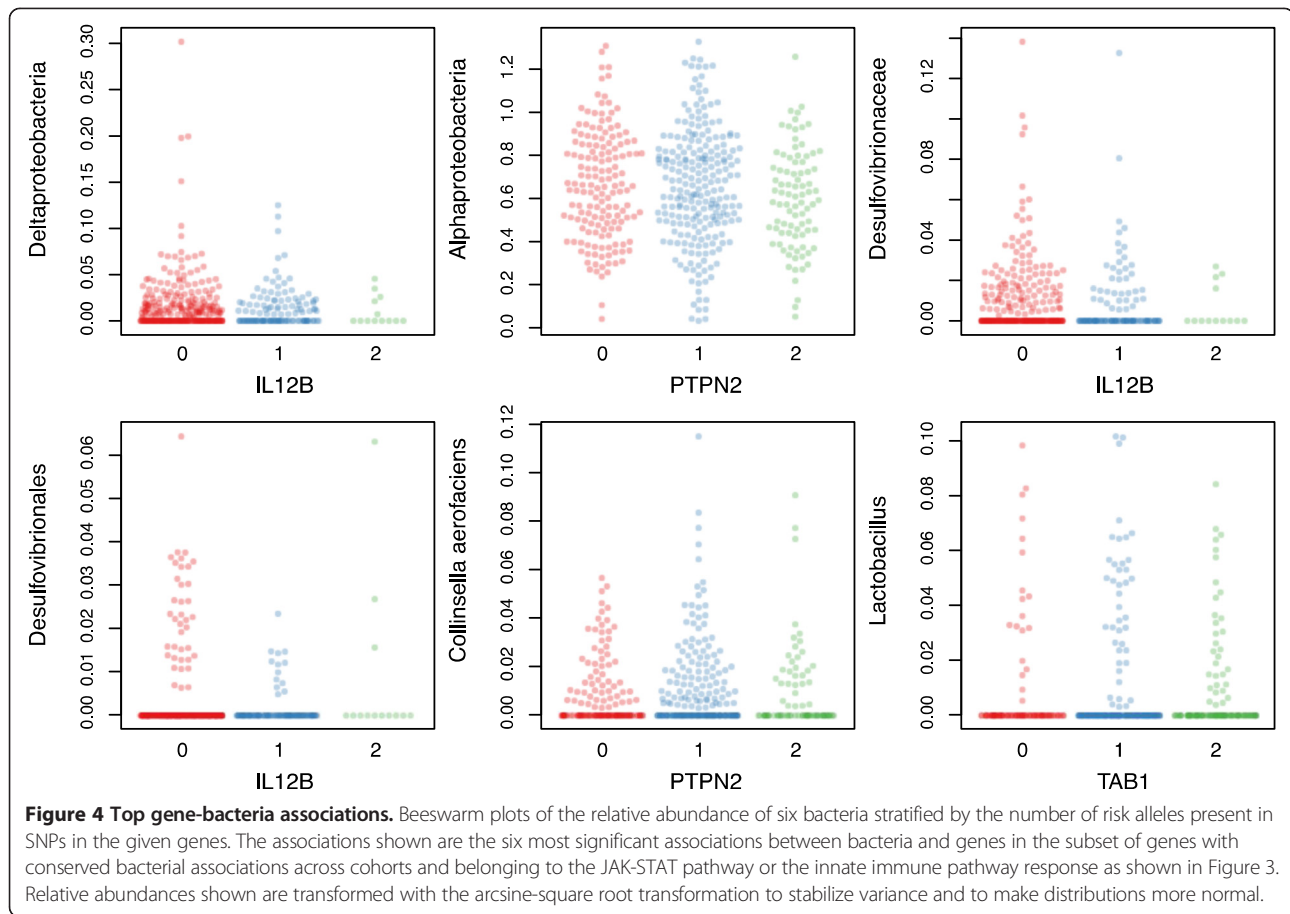 Deltaproteobacteria
0.30
0.25
0.20
0.15
0.10
0.05
0.00
0 1 2
IL12B
Alphaproteobacteria
1.2
1.0
0.8
0.6
0.4
0.2
0.0
0 1 2
PTPN2
Desulfovibrionaceae
0.12
0.08
0.04
0.00
0 1 2
IL12B
Desulfovibrionales
0.06
0.05
0.04
0.03
0.02
0.01
0.00
0 1 2
IL12B
Collinsella aerofaciens
0.12
0.10
0.08
0.06
0.04
0.02
0.00
0 1 2
PTPN2
Lactobacillus
0.10
0.08
0.06
0.04
0.02
0.00
0 1 2
TAB1
Figure 4 Top gene-bacteria associations. Beeswarm plots of the relative abundance of six bacteria stratified by the number of risk alleles present in
SNPs in the given genes. The associations shown are the six most significant associations between bacteria and genes in the subset of genes with
conserved bacterial associations across cohorts and belonging to the JAK-STAT pathway or the innate immune pathway response as shown in Figure 3.
Relative abundances shown are transformed with the arcsine-square root transformation to stabilize variance and to make distributions more normal.